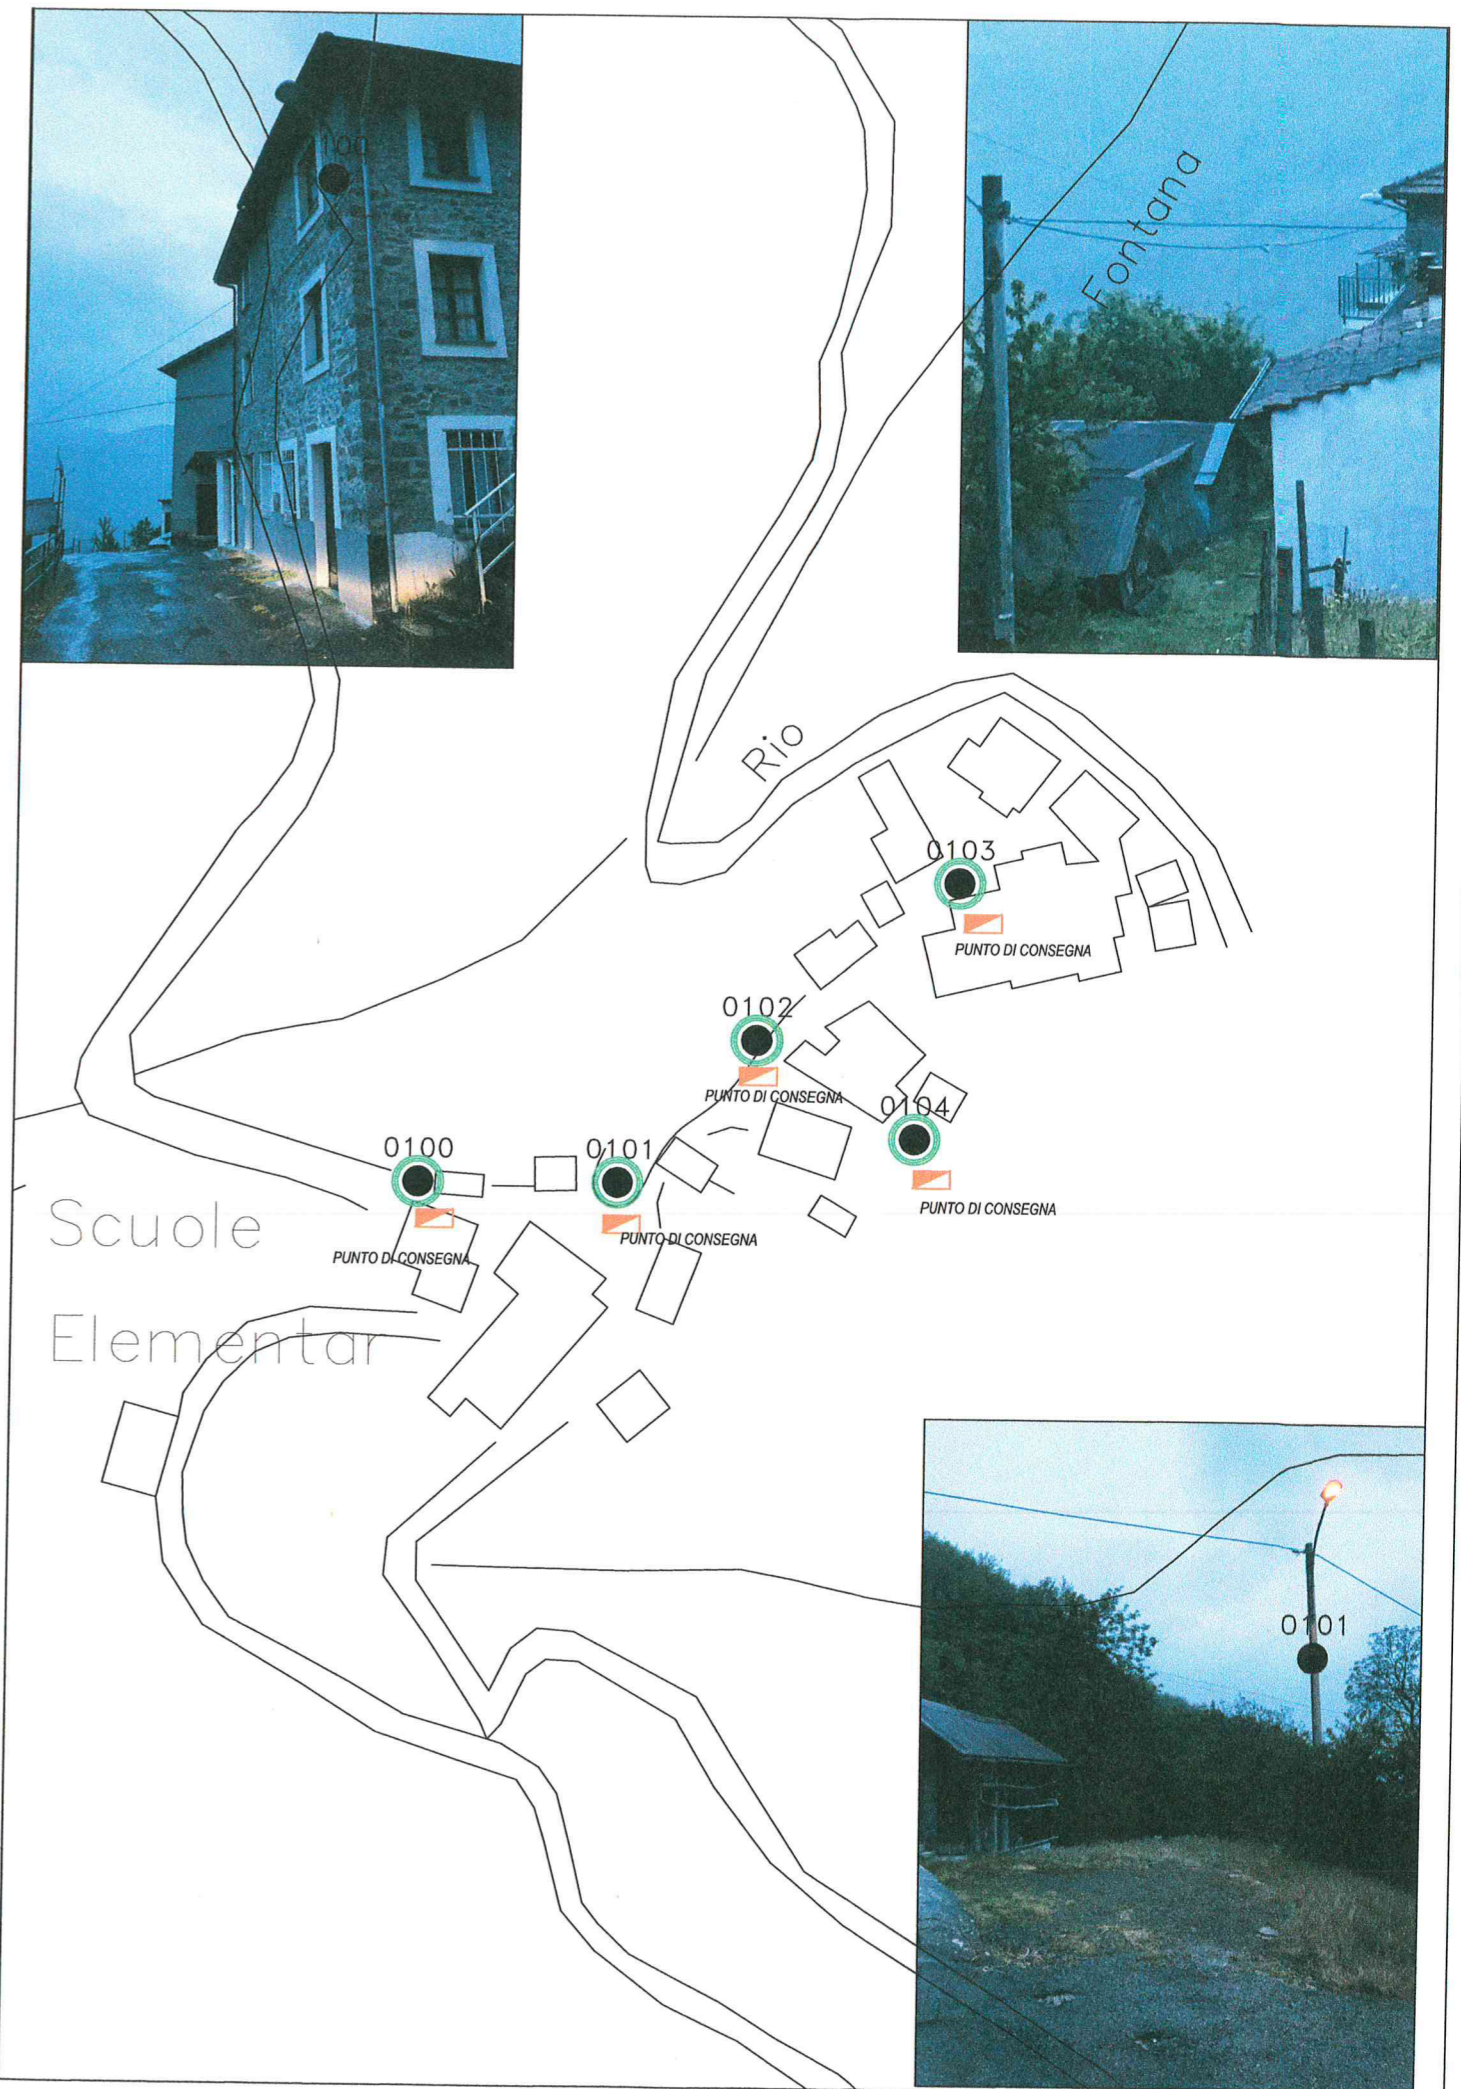 0100
Fontana
Rio
0103
PUNTO DI CONSEGNA
0102
PUNTO DI CONSEGNA
0104
PUNTO DI CONSEGNA
0100
PUNTO DI CONSEGNA
0101
PUNTO DI CONSEGNA
Scuole
Elementar
0101